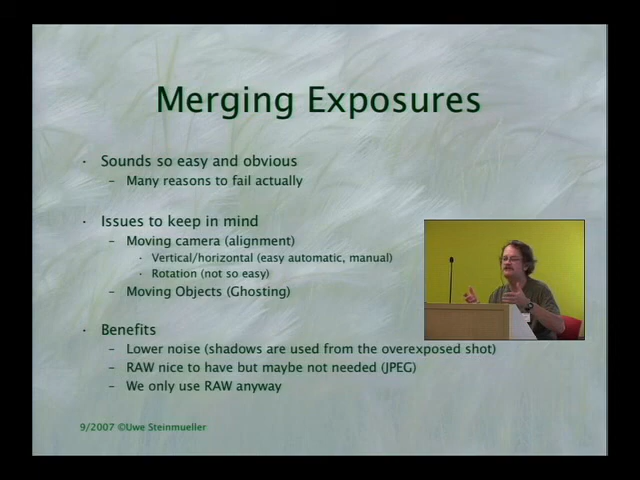 Merging Exposures
· Sounds so easy and obvious
– Many reasons to fail actually
· Issues to keep in mind
– Moving camera (alignment)
· Vertical/horizontal (easy automatic, manual)
· Rotation (not so easy)
– Moving Objects (Ghosting)
· Benefits
– Lower noise (shadows are used from the overexposed shot)
– RAW nice to have but maybe not needed (JPEG)
– We only use RAW anyway
9/2007 ©Uwe Steinmueller